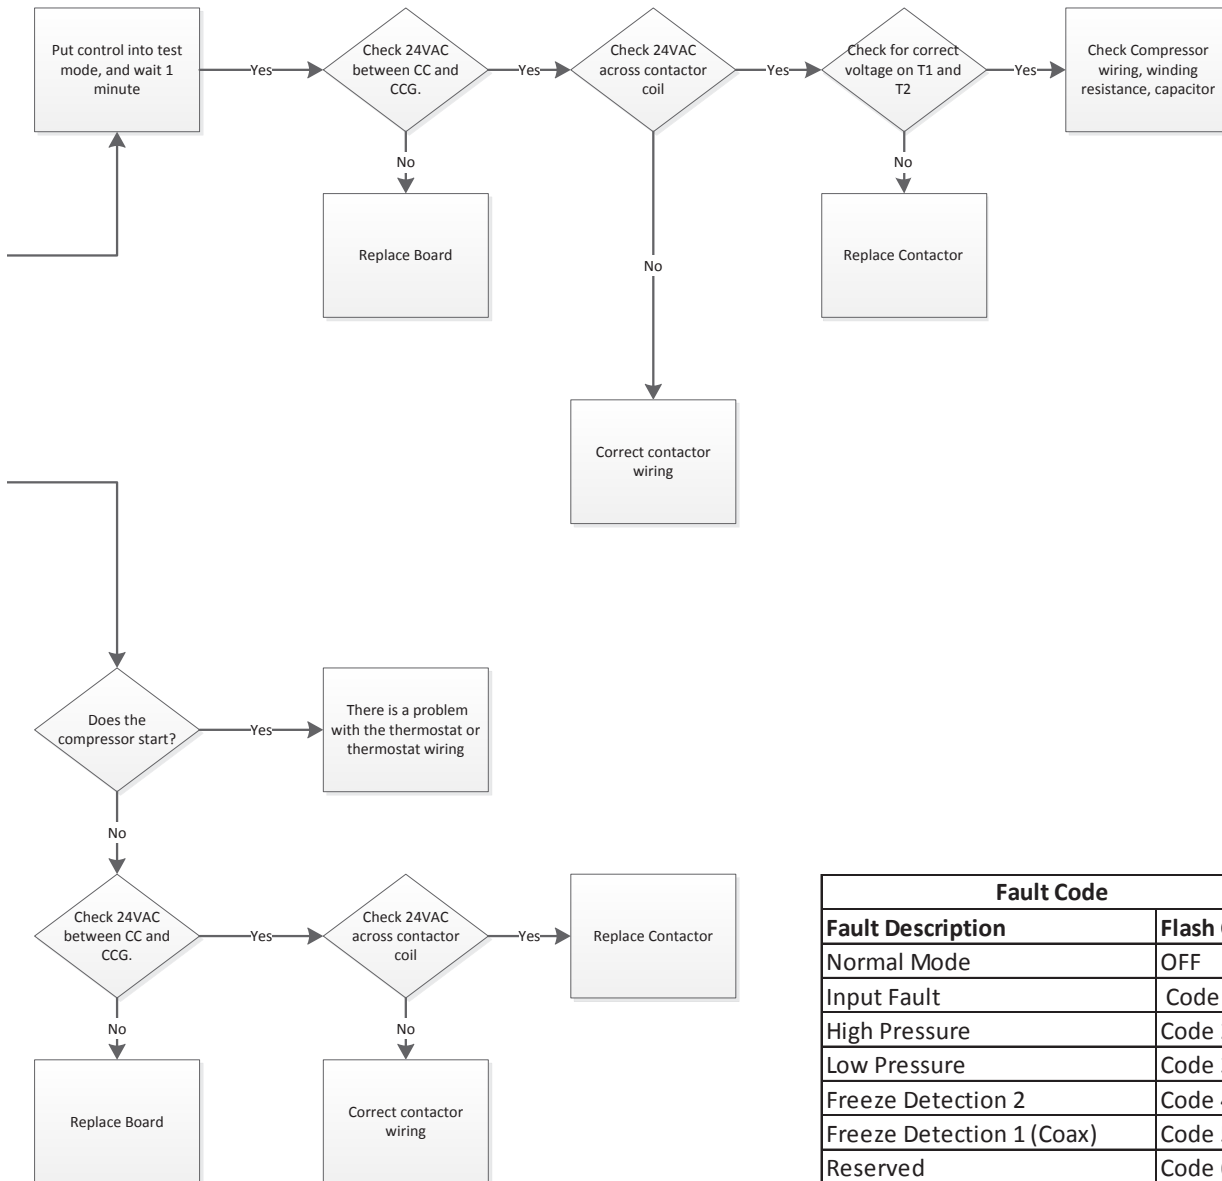 Put control into test
mode, and wait 1
minute
Yes
Check 24VAC
between CC and
CCG.
Yes
Check 24VAC
across contactor
coil
Yes
Check for correct
voltage on T1 and
T2
Yes
Check Compressor
wiring, winding
resistance, capacitor
No
Replace Board
No
Correct contactor
wiring
No
Replace Contactor
Does the
compressor start?
Yes
There is a problem
with the thermostat or
thermostat wiring
No
Check 24VAC
between CC and
CCG.
Yes
Check 24VAC
across contactor
coil
Yes
Replace Contactor
No
Replace Board
No
Correct contactor
wiring
Fault Code
Fault Description Flash
Normal Mode OFF
Input Fault Code
High Pressure Code
Low Pressure Code
Freeze Detection 2 Code
Freeze Detection 1 (Coax) Code
Reserved Code